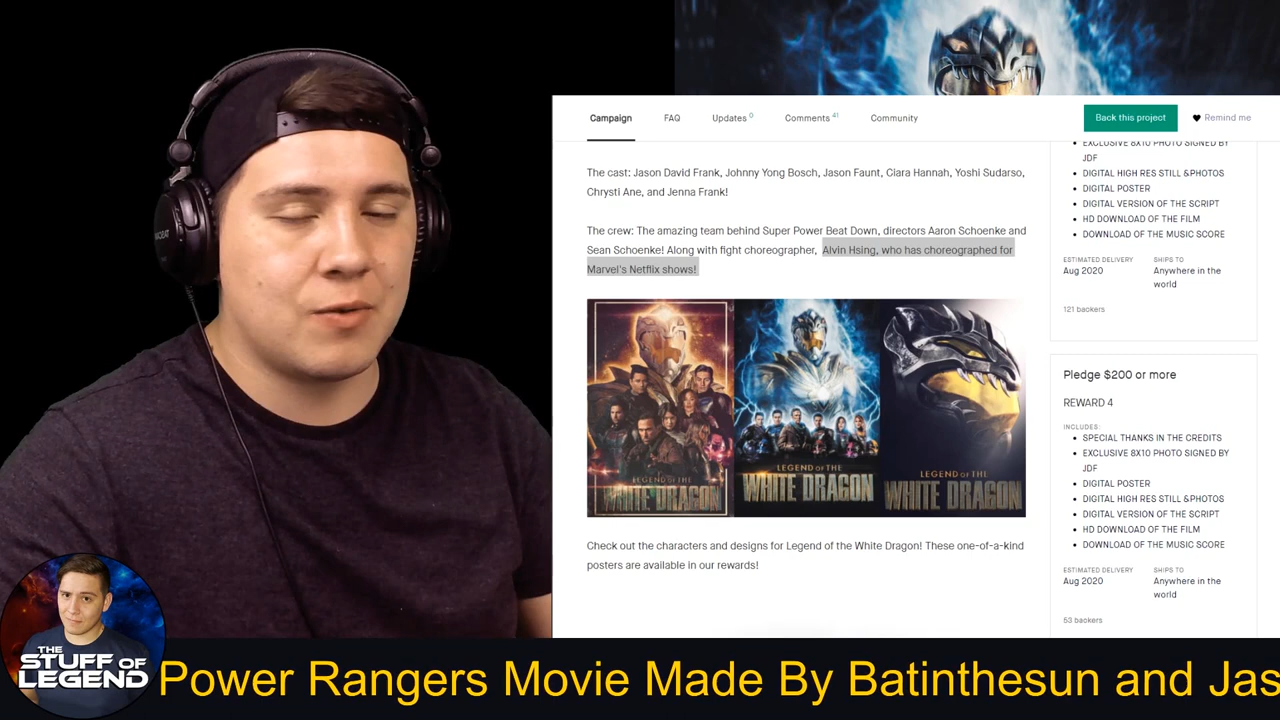 Campaign FAQ Updates 0 Comments 41 Community Back this project Remind me
The cast: Jason David Frank, Johnny Yong Bosch, Jason Faunt, Ciara Hannah, Yoshi Sudarso,
Chrysti Ane, and Jenna Frank!
The crew: The amazing team behind Super Power Beat Down, directors Aaron Schoenke and
Sean Schoenke! Along with fight choreographer, Alvin Hsing, who has choreographed for
Marvel's Netflix shows!
LEGEND OF THE
WHITE DRAGON
LEGEND OF THE
WHITE DRAGON
LEGEND OF THE
WHITE DRAGON
Check out the characters and designs for Legend of the White Dragon! These one-of-a-kind
posters are available in our rewards!
EXCLUSIVE 8X10 PHOTO SIGNED BY
JDF
DIGITAL HIGH RES STILL &PHOTOS
DIGITAL POSTER
DIGITAL VERSION OF THE SCRIPT
HD DOWNLOAD OF THE FILM
DOWNLOAD OF THE MUSIC SCORE
ESTIMATED DELIVERY SHIPS TO
Aug 2020 Anywhere in the
world
121 backers
Pledge $200 or more
REWARD 4
INCLUDES:
SPECIAL THANKS IN THE CREDITS
EXCLUSIVE 8X10 PHOTO SIGNED BY
JDF
DIGITAL POSTER
DIGITAL HIGH RES STILL &PHOTOS
DIGITAL VERSION OF THE SCRIPT
HD DOWNLOAD OF THE FILM
DOWNLOAD OF THE MUSIC SCORE
ESTIMATED DELIVERY SHIPS TO
Aug 2020 Anywhere in the
world
53 backers
THE
STUFF OF
LEGEND
Power Rangers Movie Made By Batinthesun and Jas